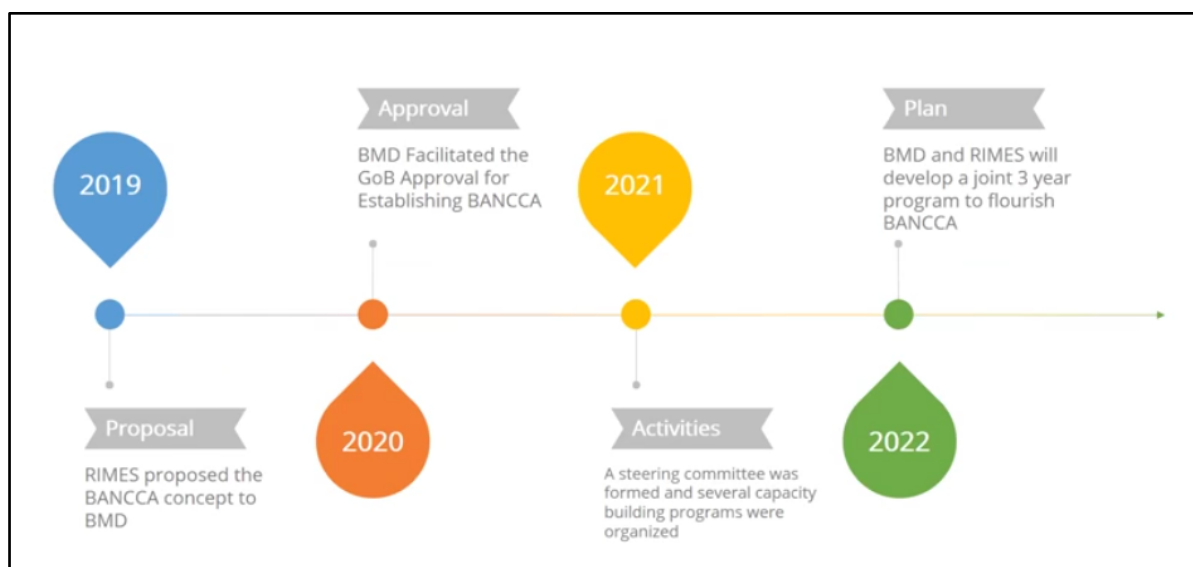 2019
Proposal
RIMES proposed the
BANCCA concept to
BMD
Approval
BMD Facilitated the
GoB Approval for
Establishing BANCCA
2020
2021
Activities
A steering committee was
formed and several capacity
building programs were
organized
Plan
BMD and RIMES will
develop a joint 3 year
program to flourish
BANCCA
2022